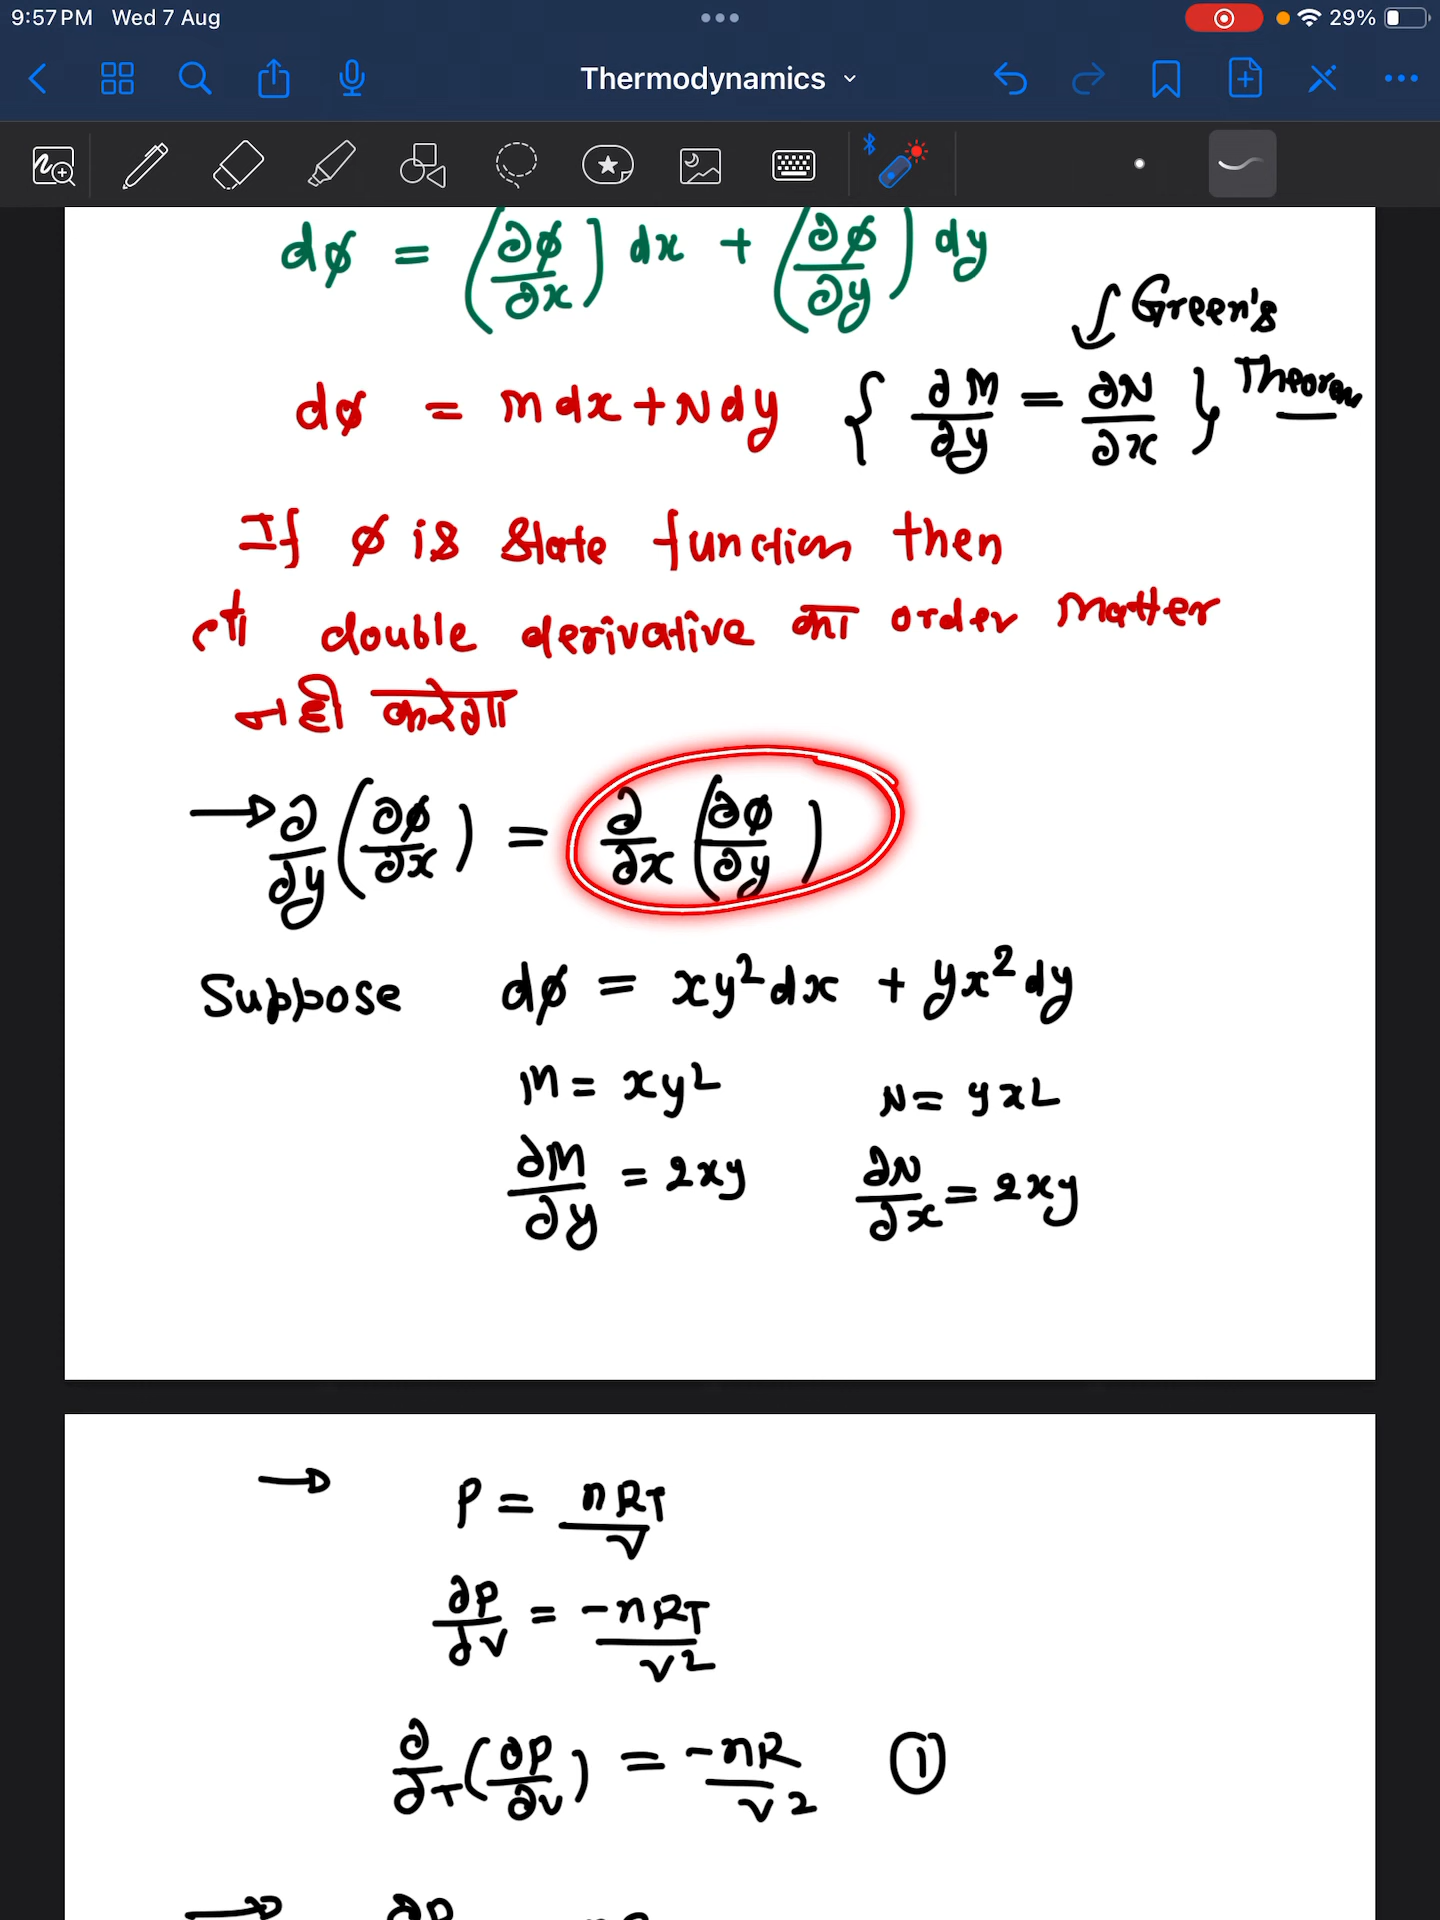 9:57 PM Wed 7 Aug
29%
Thermodynamics
dϕ = (∂ϕ/∂x) dx + (∂ϕ/∂y) dy
Green's
Theorem
dϕ = Mdx + Ndy { ∂M/∂y = ∂N/∂x }
If ϕ is state function then
तो double derivative का order matter
नही करेगा
→ ∂/∂y (∂ϕ/∂x) = ∂/∂x (∂ϕ/∂y)
Suppose dϕ = xy²dx + yx²dy
M = xy² N = yx²
∂M/∂y = 2xy ∂N/∂x = 2xy
→ P = nRT/V
∂P/∂V = -nRT/V²
∂/∂T (∂P/∂V) = -nR/V² ①
→